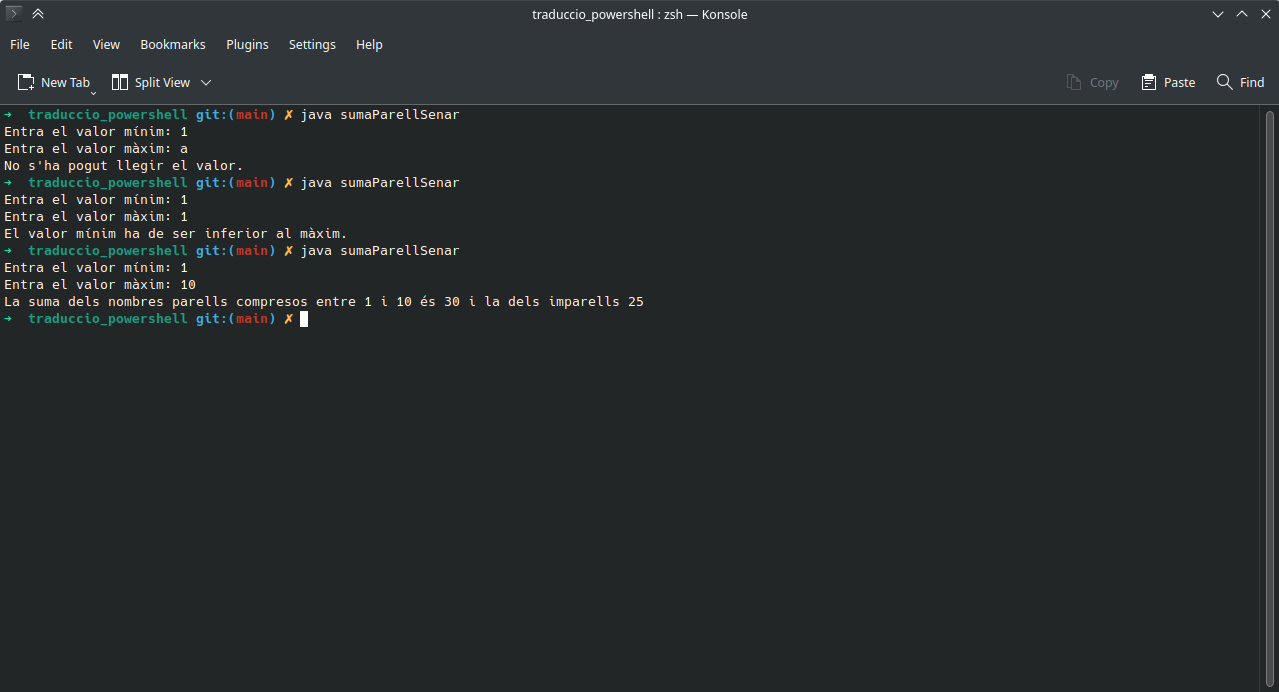 traduccio_powershell : zsh — Konsole
File Edit View Bookmarks Plugins Settings Help
New Tab Split View Copy Paste Find
➜ traduccio_powershell git:(main) ✗ java sumaParellSenar
Entra el valor mínim: 1
Entra el valor màxim: a
No s'ha pogut llegir el valor.
➜ traduccio_powershell git:(main) ✗ java sumaParellSenar
Entra el valor mínim: 1
Entra el valor màxim: 1
El valor mínim ha de ser inferior al màxim.
➜ traduccio_powershell git:(main) ✗ java sumaParellSenar
Entra el valor mínim: 1
Entra el valor màxim: 10
La suma dels nombres parells compresos entre 1 i 10 és 30 i la dels imparells 25
➜ traduccio_powershell git:(main) ✗